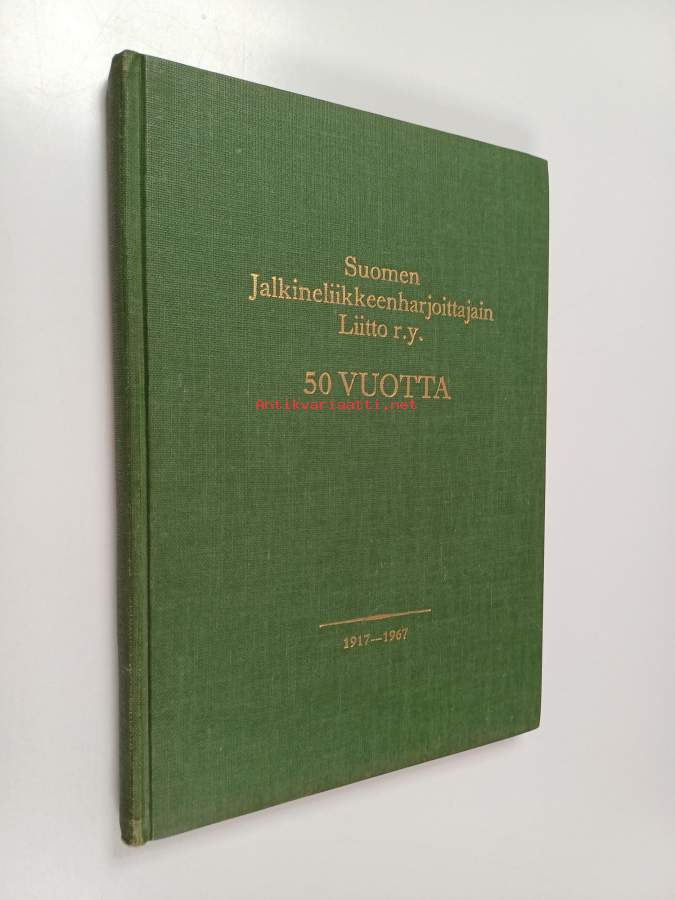 Suomen
Jalkineliikkeenharjoittajain
Liitto r.y.
50 VUOTTA
Antikvariaatti.net
1917—1967